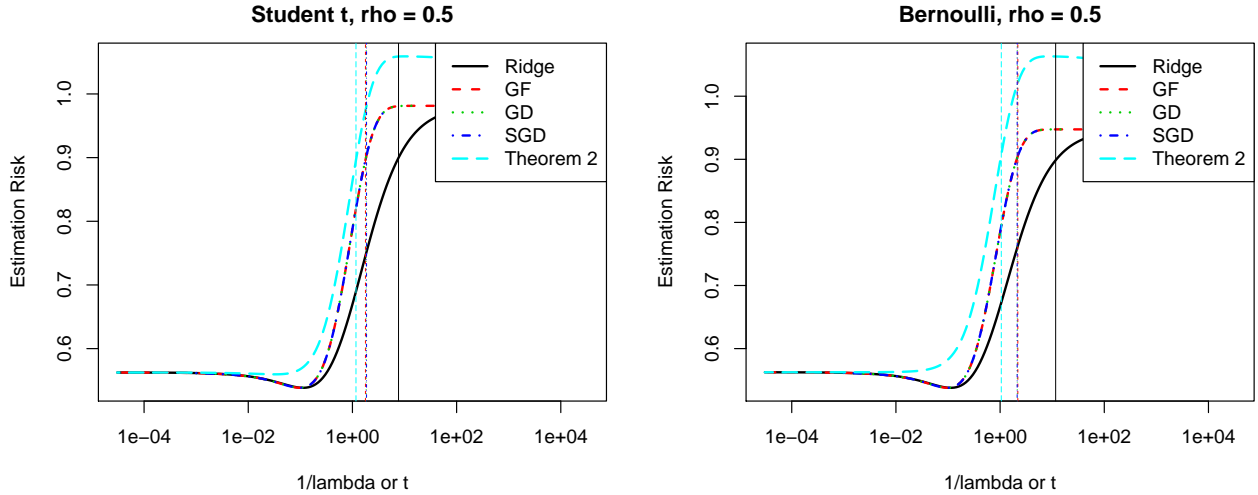 Student t, rho = 0.5
Estimation Risk
1.0
0.9
0.8
0.7
0.6
Ridge
GF
GD
SGD
Theorem 2
1e−04
1e−02
1e+00
1e+02
1e+04
1/lambda or t
Bernoulli, rho = 0.5
Estimation Risk
1.0
0.9
0.8
0.7
0.6
Ridge
GF
GD
SGD
Theorem 2
1e−04
1e−02
1e+00
1e+02
1e+04
1/lambda or t